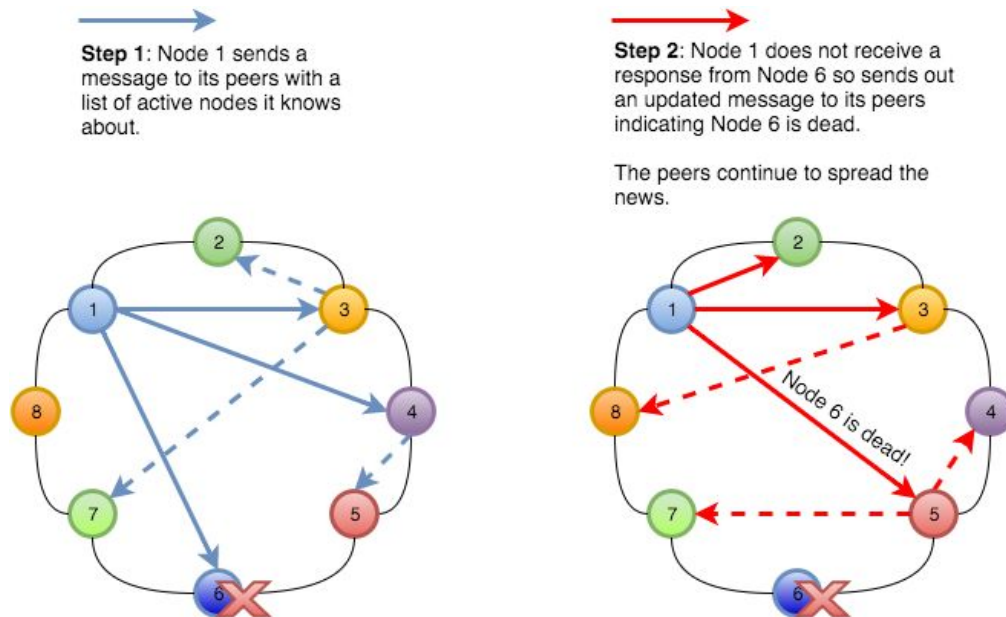 Step 1: Node 1 sends a
message to its peers with a
list of active nodes it knows
about.
Step 2: Node 1 does not receive a
response from Node 6 so sends out
an updated message to its peers
indicating Node 6 is dead.
The peers continue to spread the
news.
2
1
3
8
4
7
5
6
2
1
3
Node 6 is dead!
8
4
7
5
6